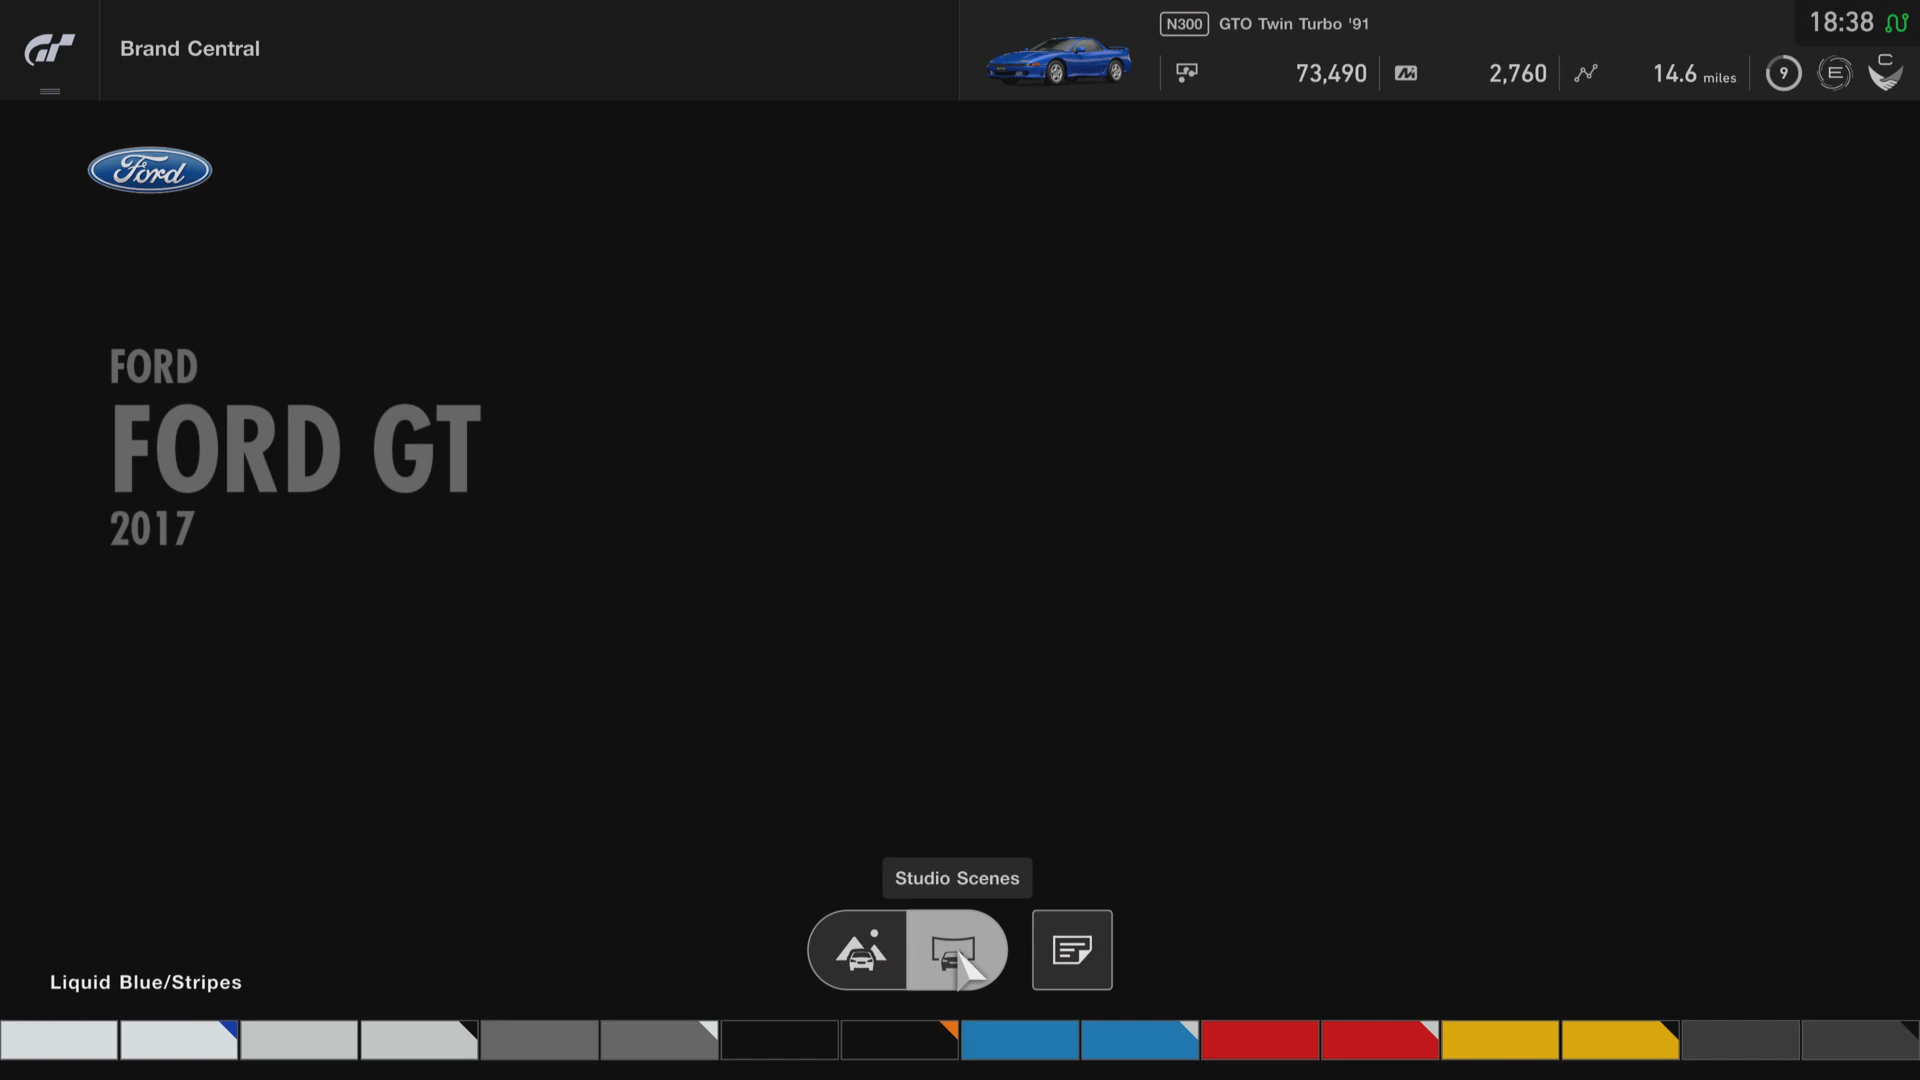 Brand Central
N300 GTO Twin Turbo '91
18:38
73,490
2,760
14.6 miles
9
E
C
Ford
FORD
FORD GT
2017
Studio Scenes
Liquid Blue/Stripes